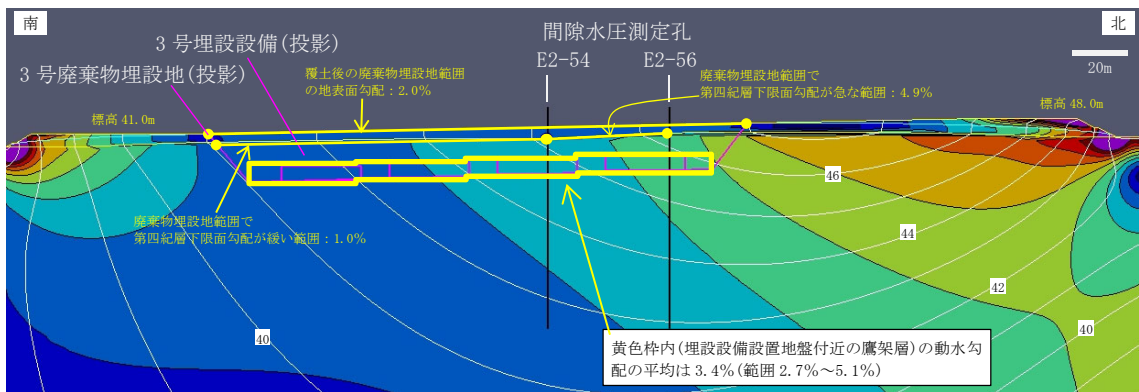 南
北
間隙水圧測定孔
3 号埋設設備(投影)
E2-54
E2-56
3 号廃棄物埋設地(投影)
20m
覆土後の廃棄物埋設地範囲
の地表面勾配：2.0%
廃棄物埋設地範囲で
第四紀層下限面勾配が急な範囲：4.9%
標高 41.0m
標高 48.0m
46
廃棄物埋設地範囲で
第四紀層下限面勾配が緩い範囲：1.0%
44
42
40
40
黄色枠内(埋設設備設置地盤付近の鷹架層)の動水勾
配の平均は 3.4%(範囲 2.7%～5.1%)